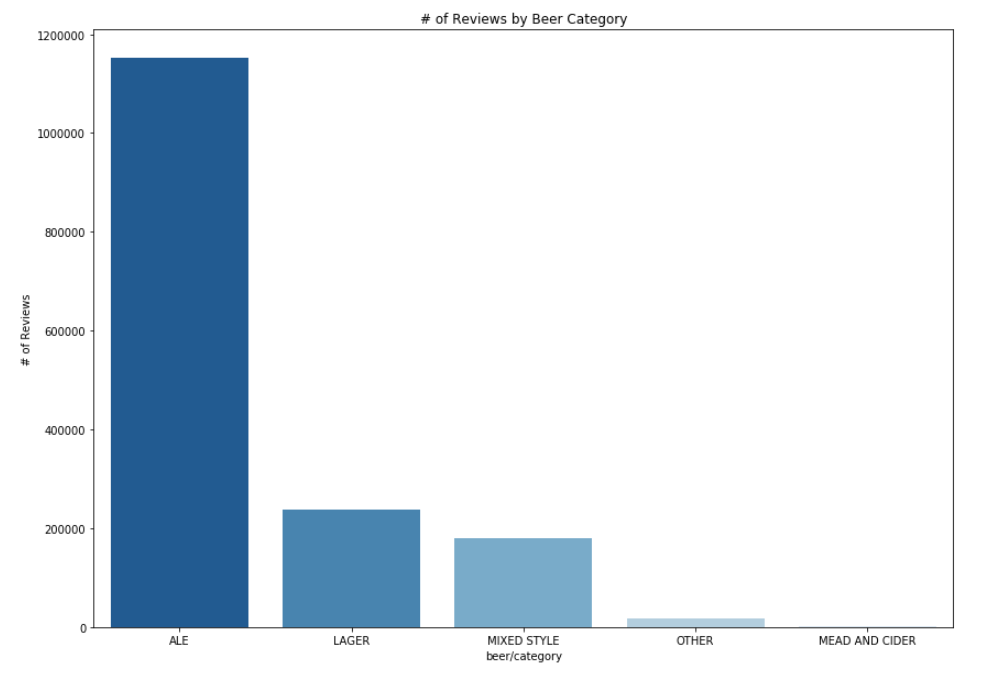 # of Reviews by Beer Category
1200000
1000000
800000
600000
400000
200000
0
# of Reviews
ALE LAGER MIXED STYLE OTHER MEAD AND CIDER
beer/category